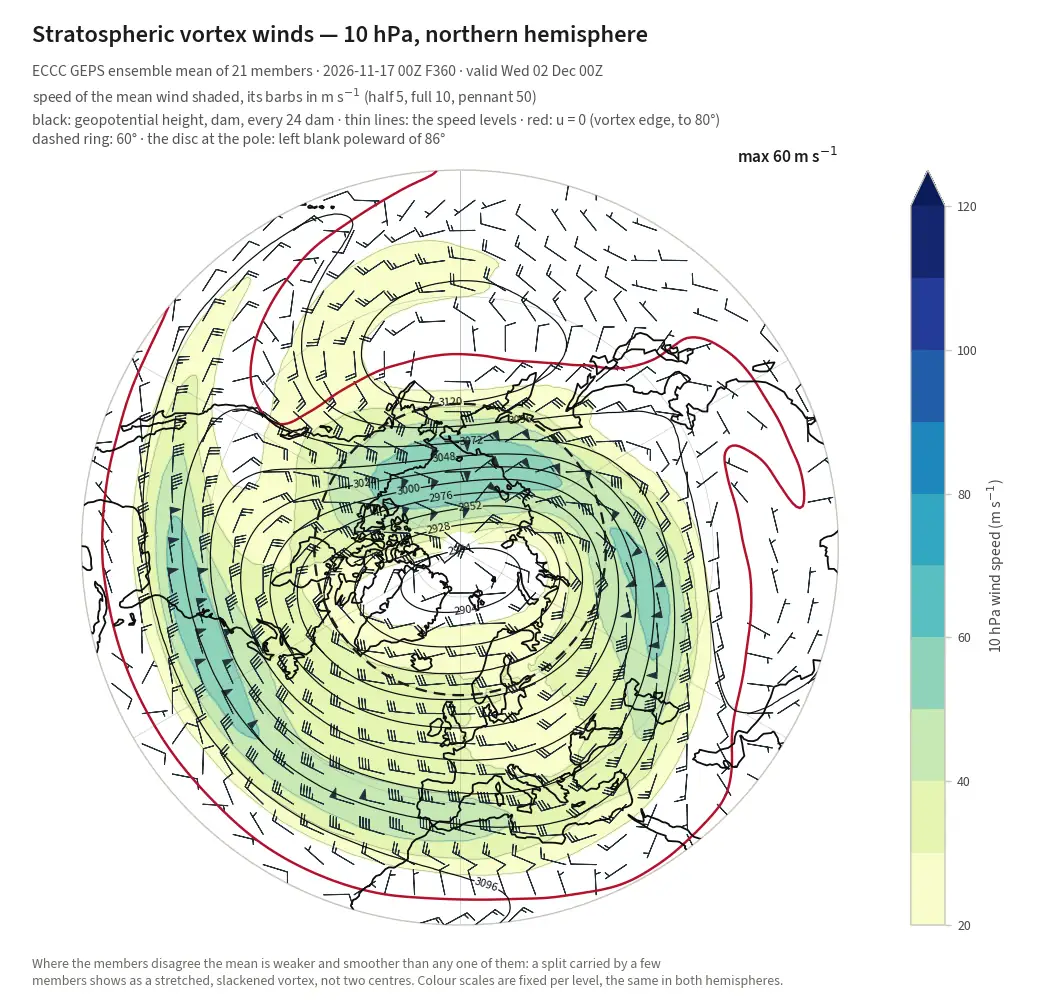 Stratospheric vortex winds — 10 hPa, northern hemisphere
ECCC GEPS ensemble mean of 21 members · 2026-11-17 00Z F360 · valid Wed 02 Dec 00Z
speed of the mean wind shaded, its barbs in m s⁻¹ (half 5, full 10, pennant 50)
black: geopotential height, dam, every 24 dam · thin lines: the speed levels · red: u = 0 (vortex edge, to 80°)
dashed ring: 60° · the disc at the pole: left blank poleward of 86°
max 60 m s⁻¹
120
100
80
60
40
20
10 hPa wind speed (m s⁻¹)
3120
3072
3048
3000
2976
2952
2928
2904
3096
Where the members disagree the mean is weaker and smoother than any one of them: a split carried by a few
members shows as a stretched, slackened vortex, not two centres. Colour scales are fixed per level, the same in both hemispheres.